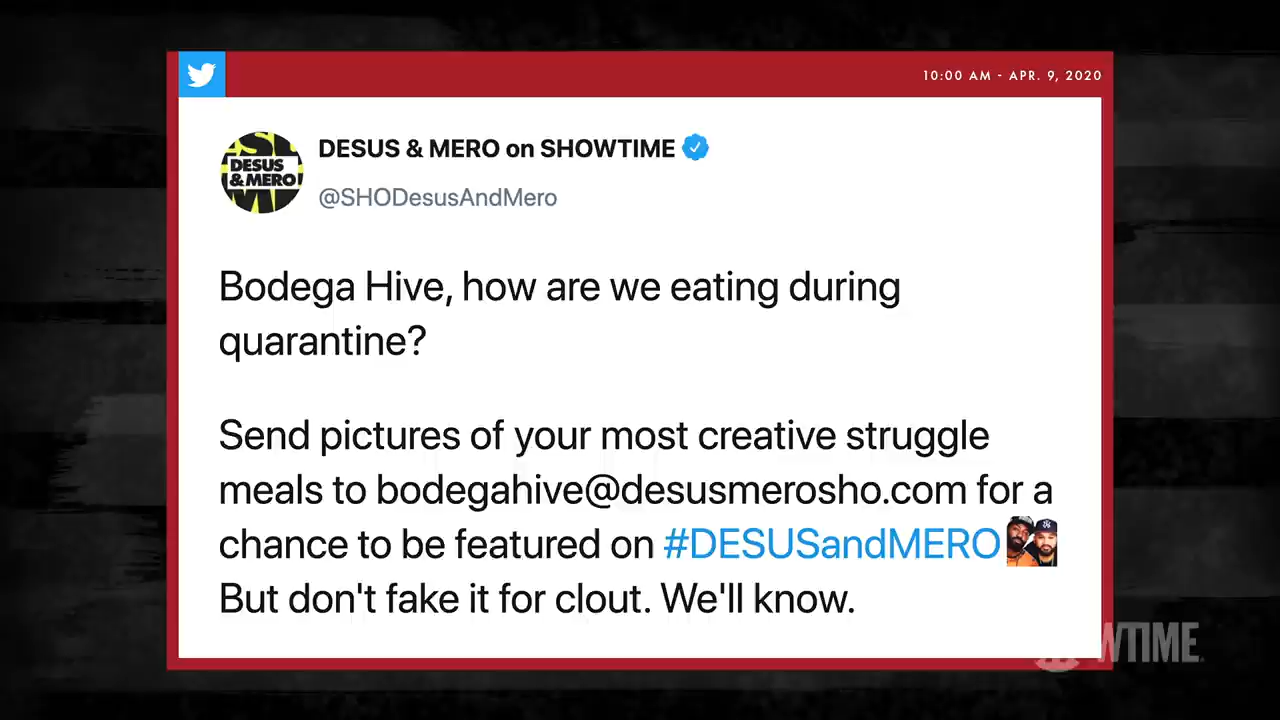 10:00 AM - APR. 9, 2020
DESUS & MERO on SHOWTIME
DESUS
& MERO
@SHODesusAndMero
Bodega Hive, how are we eating during
quarantine?
Send pictures of your most creative struggle
meals to bodegahive@desusmerosho.com for a
chance to be featured on #DESUSandMERO
But don't fake it for clout. We'll know.
WTIME